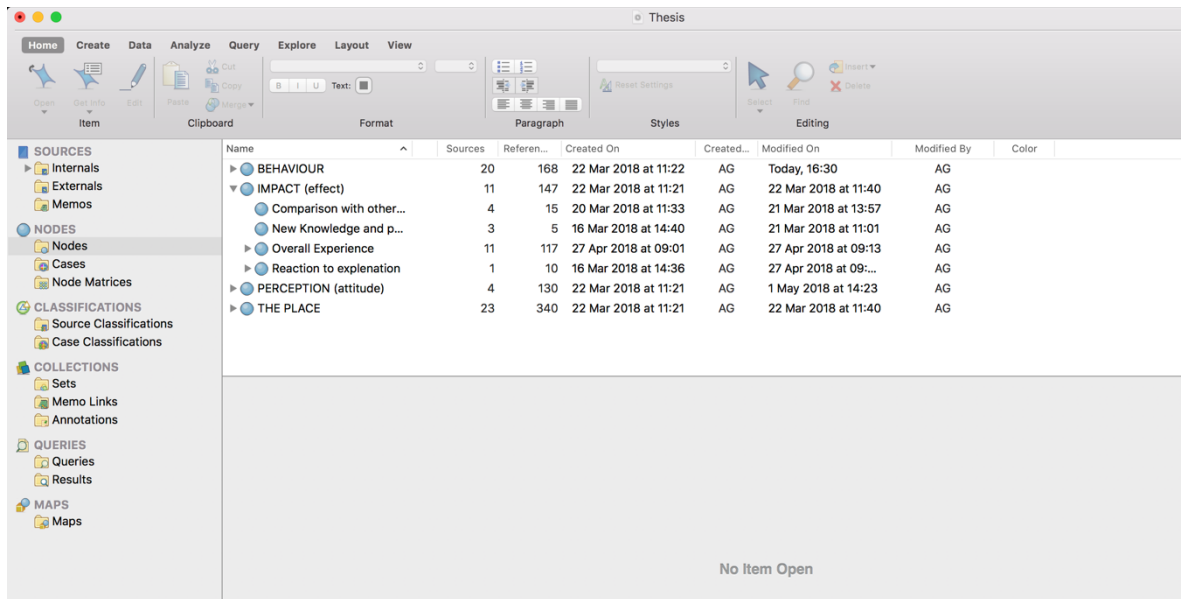 Thesis
Home Create Data Analyze Query Explore Layout View
Cut
Copy
Merge
Open Get Info Edit Paste
B I U Text:
Reset Settings
Insert
Delete
Select Find
Item Clipboard Format Paragraph Styles Editing
SOURCES
Internals
Externals
Memos
NODES
Nodes
Cases
Node Matrices
CLASSIFICATIONS
Source Classifications
Case Classifications
COLLECTIONS
Sets
Memo Links
Annotations
QUERIES
Queries
Results
MAPS
Maps
Name Sources Referen... Created On Created... Modified On Modified By Color
BEHAVIOUR 20 168 22 Mar 2018 at 11:22 AG Today, 16:30 AG
IMPACT (effect) 11 147 22 Mar 2018 at 11:21 AG 22 Mar 2018 at 11:40 AG
Comparison with other... 4 15 20 Mar 2018 at 11:33 AG 21 Mar 2018 at 13:57 AG
New Knowledge and p... 3 5 16 Mar 2018 at 14:40 AG 21 Mar 2018 at 11:01 AG
Overall Experience 11 117 27 Apr 2018 at 09:01 AG 27 Apr 2018 at 09:13 AG
Reaction to explenation 1 10 16 Mar 2018 at 14:36 AG 27 Apr 2018 at 09:... AG
PERCEPTION (attitude) 4 130 22 Mar 2018 at 11:21 AG 1 May 2018 at 14:23 AG
THE PLACE 23 340 22 Mar 2018 at 11:21 AG 22 Mar 2018 at 11:40 AG
No Item Open